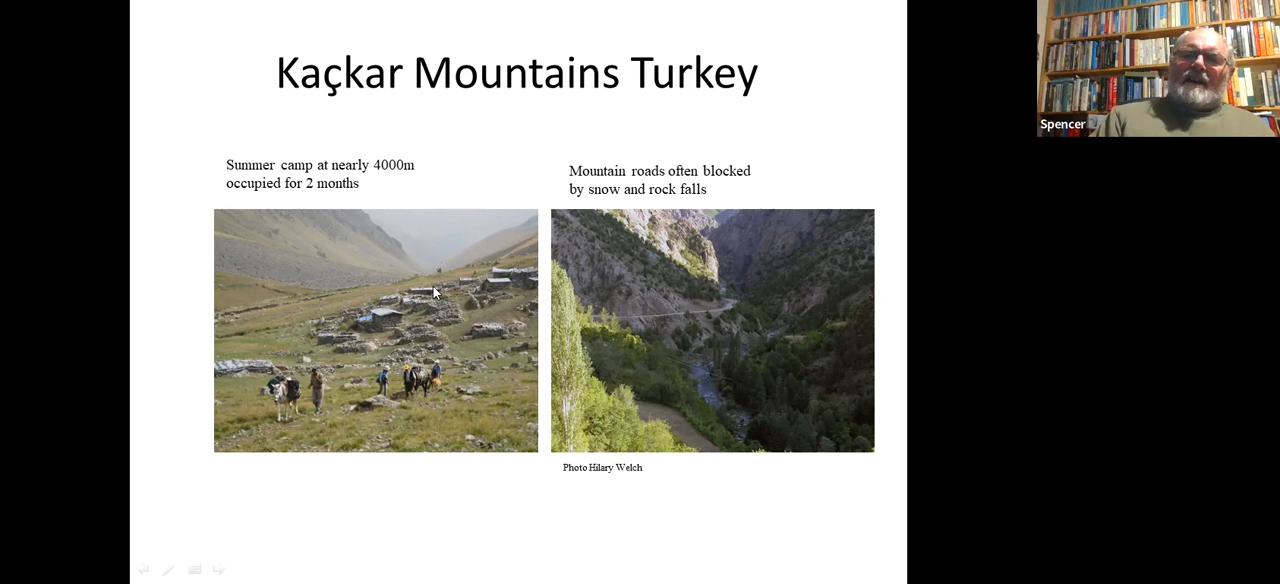 Kaçkar Mountains Turkey
Summer camp at nearly 4000m
occupied for 2 months
Mountain roads often blocked
by snow and rock falls
Photo Hilary Welch
Spencer